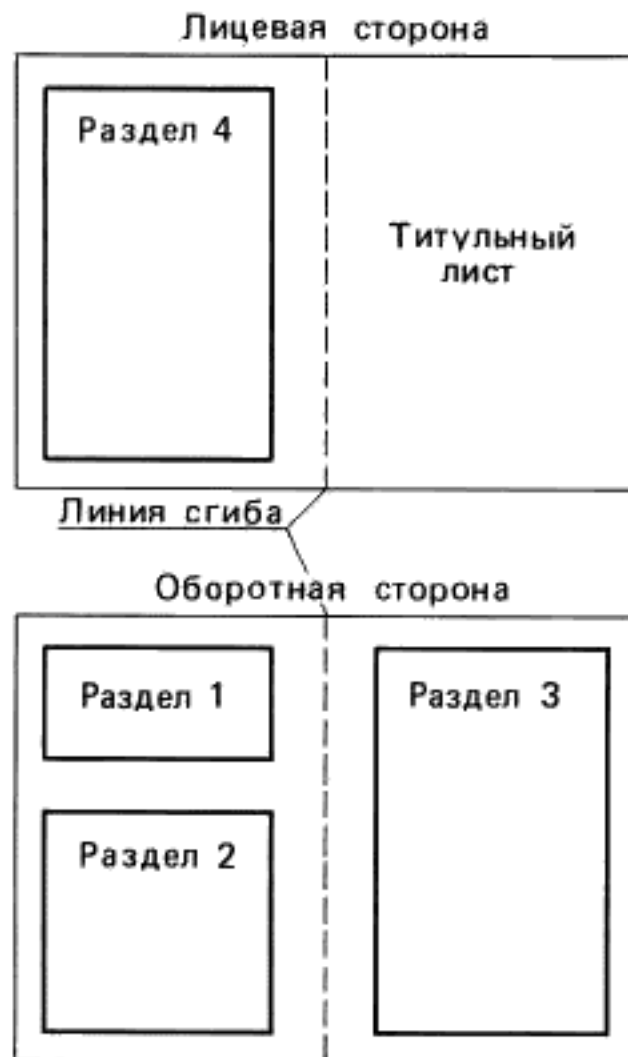 Лицевая сторона
Раздел 4
Титульный
лист
Линия сгиба
Оборотная сторона
Раздел 1
Раздел 3
Раздел 2